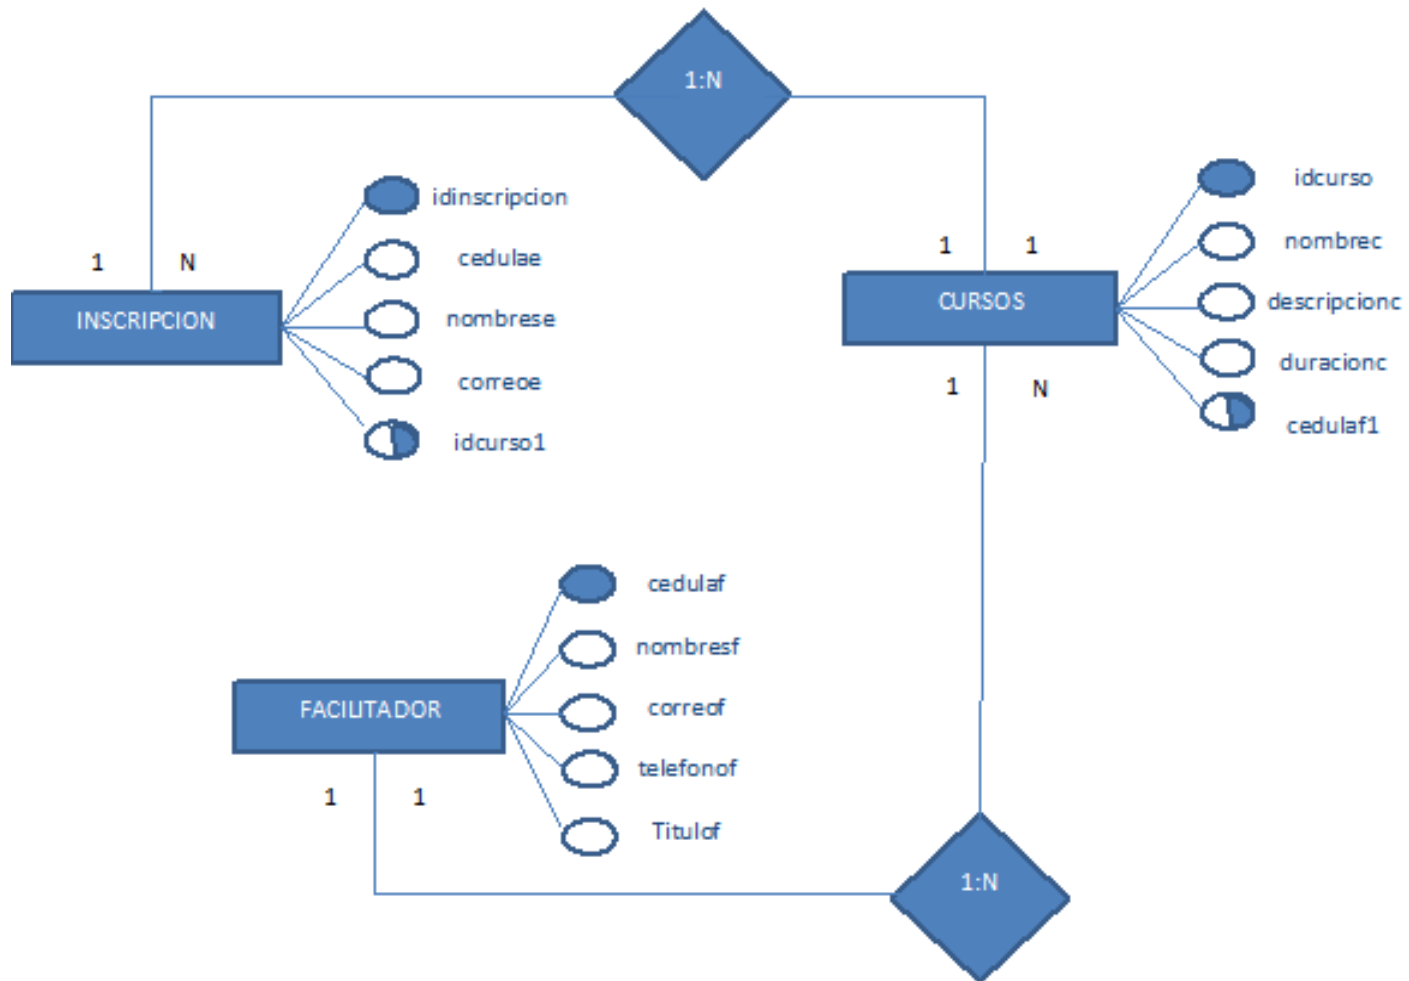 1:N
idinscripcion
cedulae
nombrese
correoe
idcurso1
1 N
INSCRIPCION
idcurso
nombrec
descripcionc
duracionc
cedulaf1
1 1
CURSOS
1 N
cedulaf
nombresf
correof
telefonof
Titulof
FACILITADOR
1 1
1:N